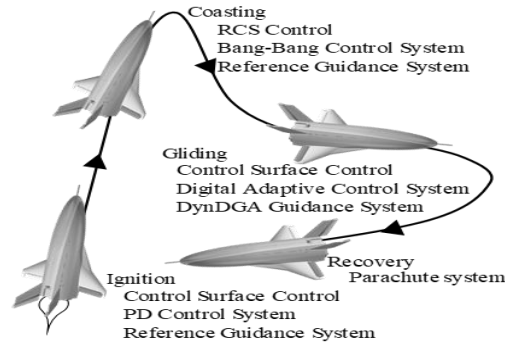 Coasting
RCS Control
Bang-Bang Control System
Reference Guidance System
Gliding
Control Surface Control
Digital Adaptive Control System
DynDGA Guidance System
Recovery
Parachute system
Ignition
Control Surface Control
PD Control System
Reference Guidance System